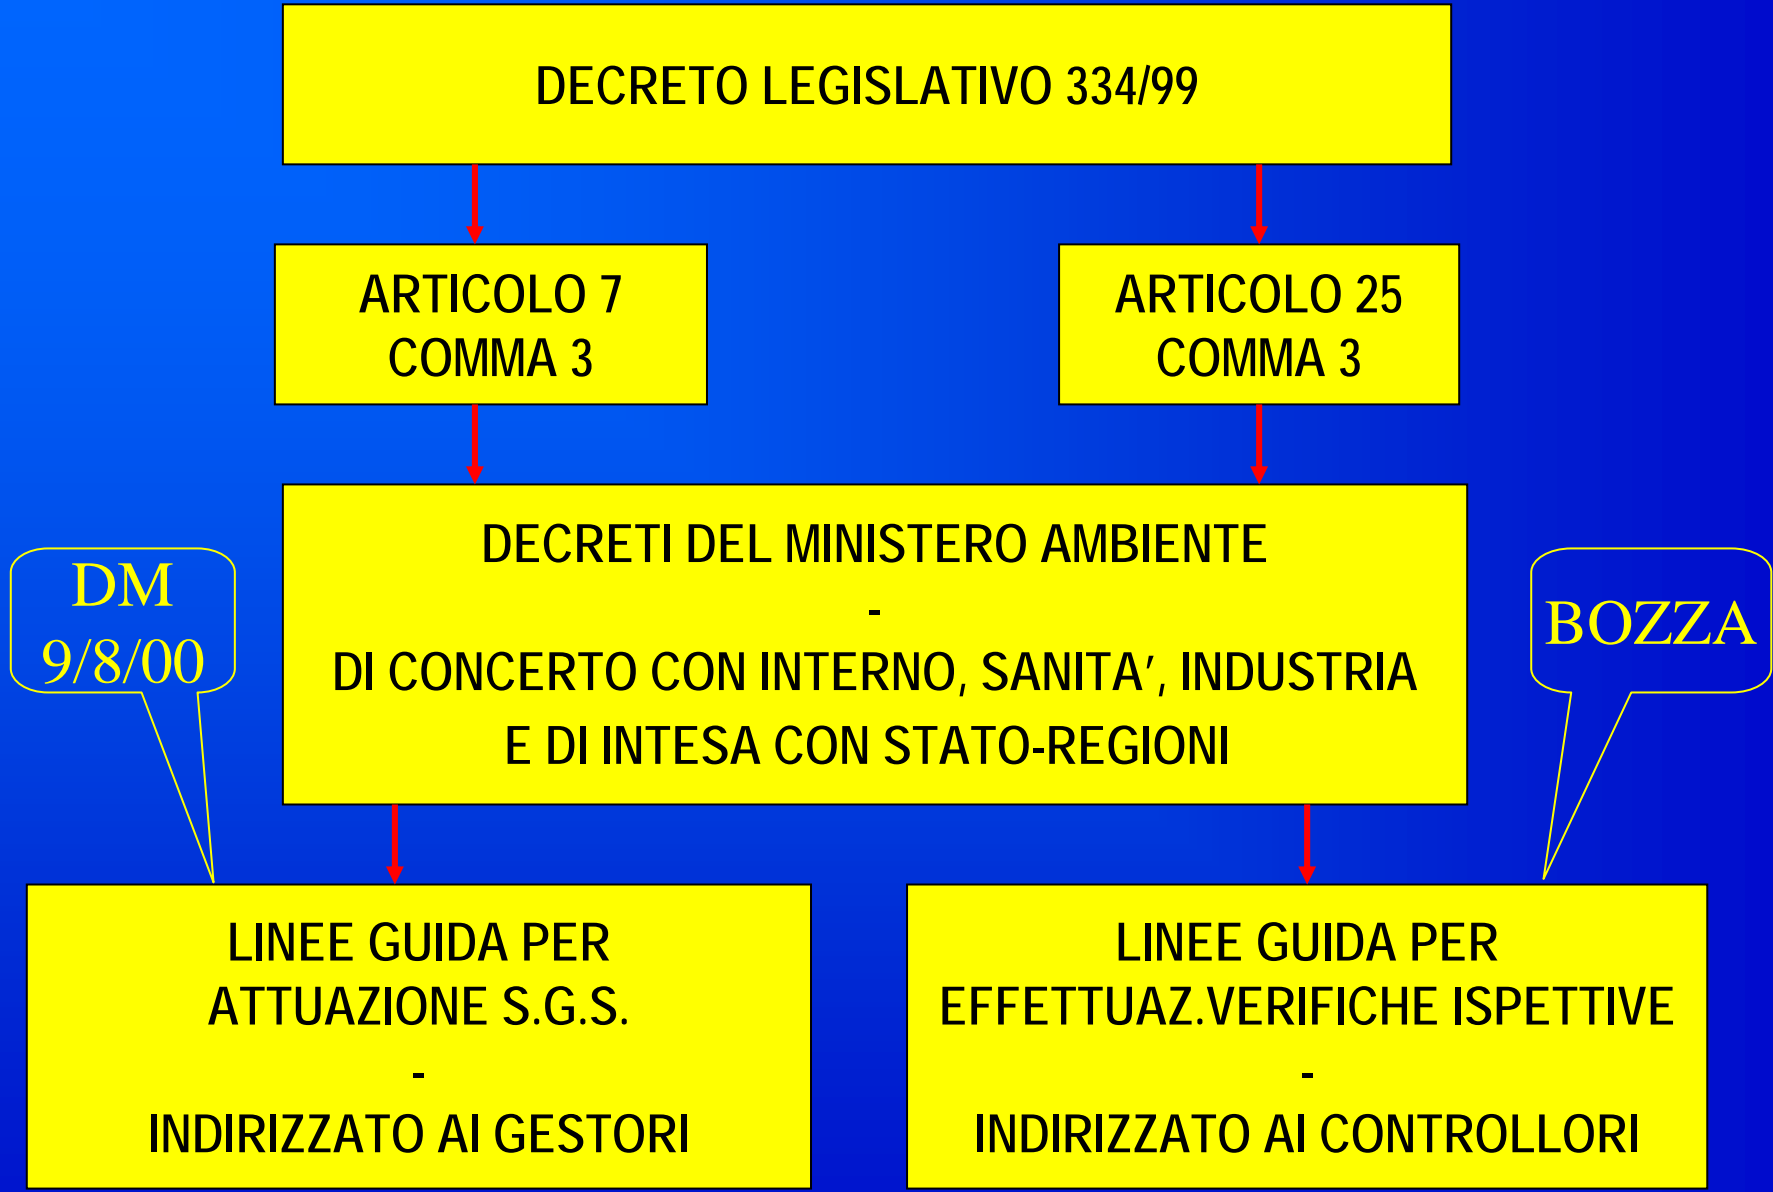 DECRETO LEGISLATIVO 334/99
ARTICOLO 7
COMMA 3
ARTICOLO 25
COMMA 3
DECRETI DEL MINISTERO AMBIENTE
-
DI CONCERTO CON INTERNO, SANITA’, INDUSTRIA
E DI INTESA CON STATO-REGIONI
DM
9/8/00
BOZZA
LINEE GUIDA PER
ATTUAZIONE S.G.S.
-
INDIRIZZATO AI GESTORI
LINEE GUIDA PER
EFFETTUAZ.VERIFICHE ISPETTIVE
-
INDIRIZZATO AI CONTROLLORI